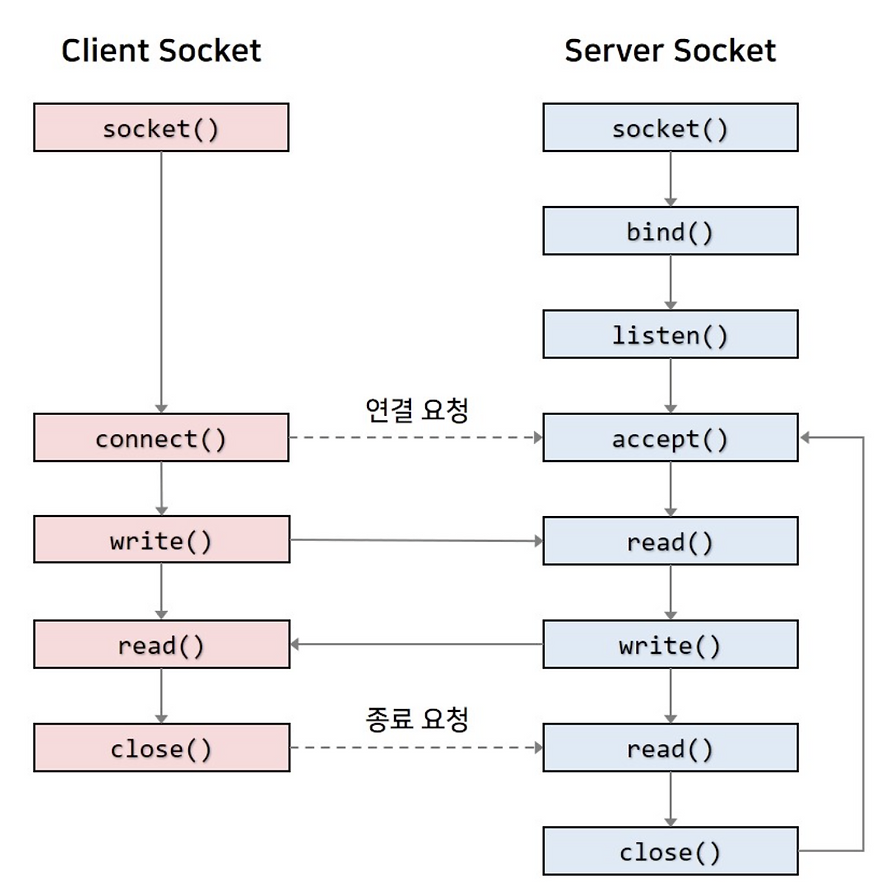 Client Socket
Server Socket
socket()
socket()
bind()
listen()
연결 요청
connect()
accept()
write()
read()
read()
write()
종료 요청
close()
read()
close()